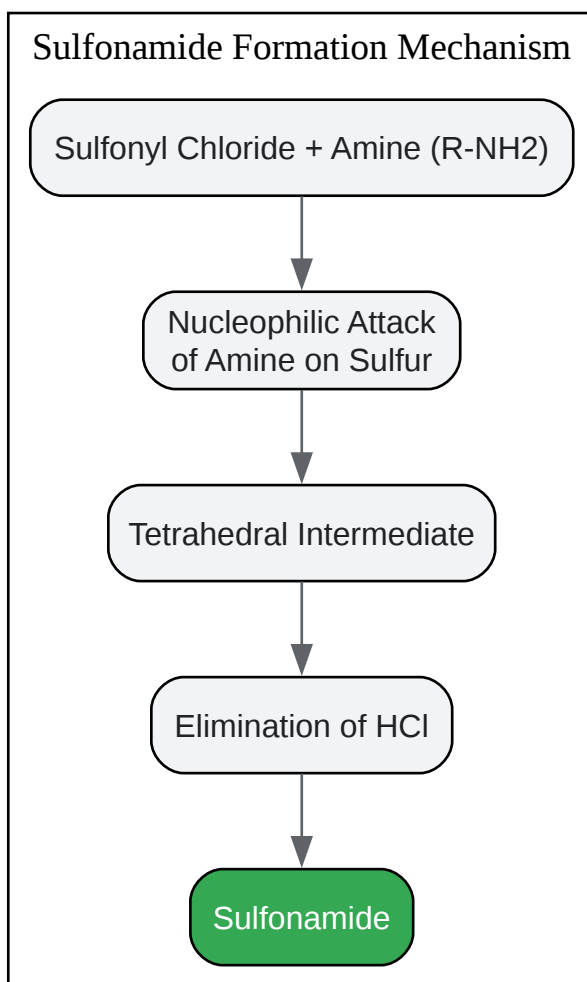 Sulfonamide Formation Mechanism
Sulfonyl Chloride + Amine (R-NH2)
Nucleophilic Attack
of Amine on Sulfur
Tetrahedral Intermediate
Elimination of HCl
Sulfonamide